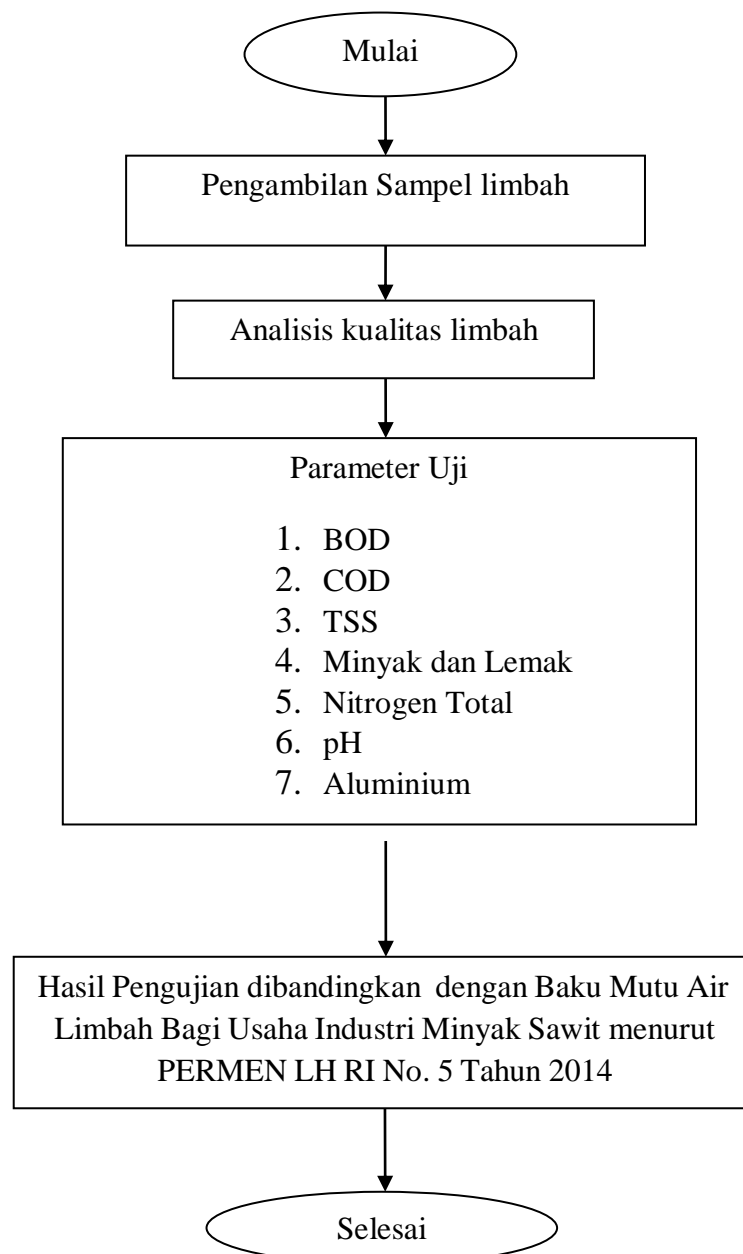 Mulai
Pengambilan Sampel limbah
Analisis kualitas limbah
Parameter Uji
1. BOD
2. COD
3. TSS
4. Minyak dan Lemak
5. Nitrogen Total
6. pH
7. Aluminium
Hasil Pengujian dibandingkan dengan Baku Mutu Air
Limbah Bagi Usaha Industri Minyak Sawit menurut
PERMEN LH RI No. 5 Tahun 2014
Selesai